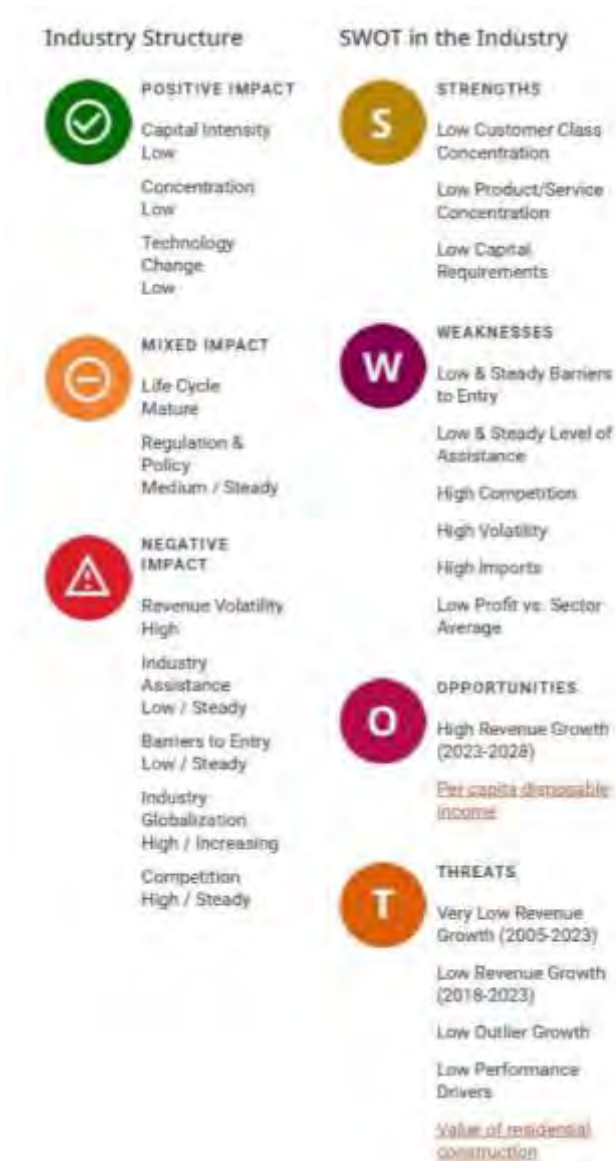 Industry Structure
POSITIVE IMPACT
Capital Intensity
Low
Concentration
Low
Technology
Change
Low
MIXED IMPACT
Life Cycle
Mature
Regulation &
Policy
Medium / Steady
NEGATIVE
IMPACT
Revenue Volatility
High
Industry
Assistance
Low / Steady
Barriers to Entry
Low / Steady
Industry
Globalization
High / Increasing
Competition
High / Steady
SWOT in the Industry
S
STRENGTHS
Low Customer Class
Concentration
Low Product/Service
Concentration
Low Capital
Requirements
W
WEAKNESSES
Low & Steady Barriers
to Entry
Low & Steady Level of
Assistance
High Competition
High Volatility
High Imports
Low Profit vs. Sector
Average
O
OPPORTUNITIES
High Revenue Growth
(2023-2028)
Per capita disposable
income
T
THREATS
Very Low Revenue
Growth (2005-2023)
Low Revenue Growth
(2018-2023)
Low Outlier Growth
Low Performance
Drivers
Value of residential
construction